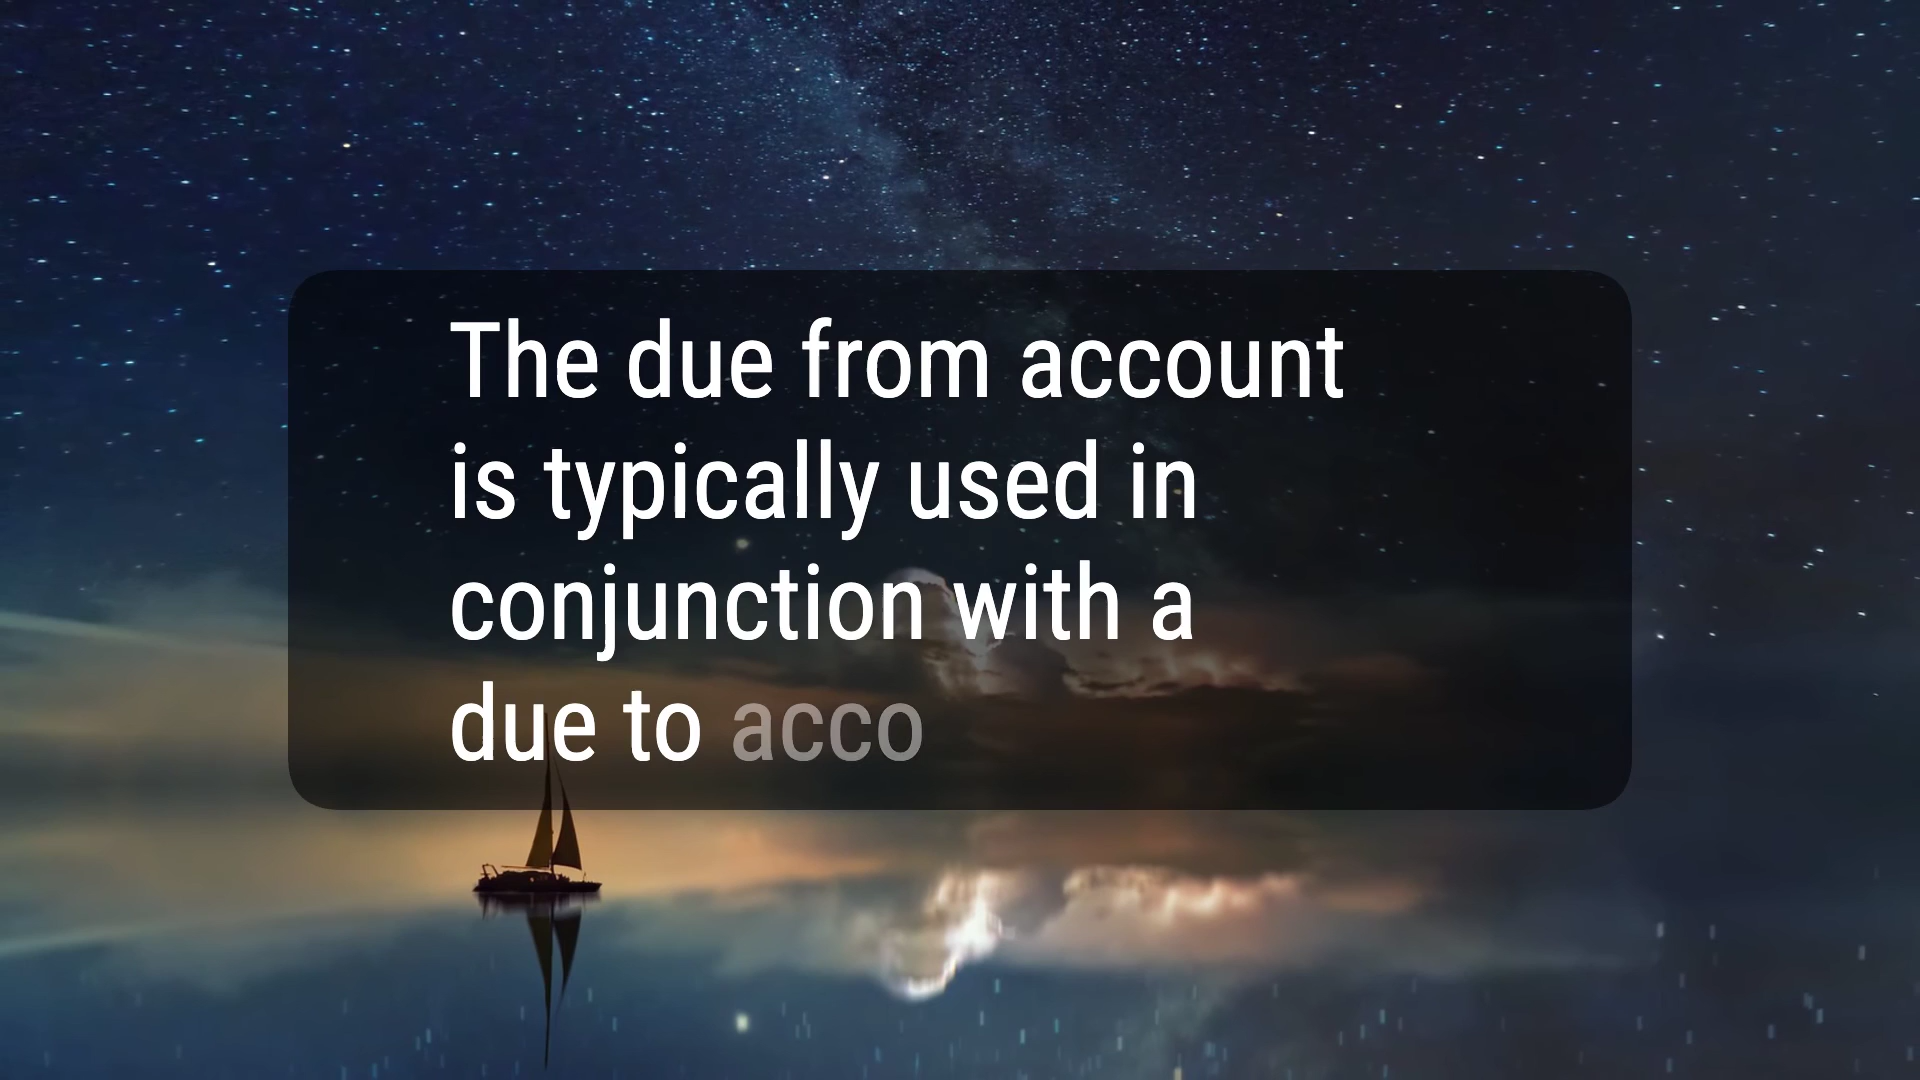 The due from account
is typically used in
conjunction with a
due to acco